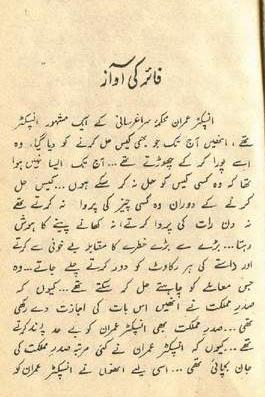 فائر کی آواز
انسپکٹر عمران محکمہ سراغرسانی کے ایک مشہور انسپکٹر
تھے، انھیں آج تک جو بھی کیس حل کرنے کو دیا گیا، وہ
اسے پورا کر کے چھوڑتے تھے... آج تک ایسا نہیں ہوا
تھا کہ وہ کسی کیس کو حل نہ کر سکے ہوں... کیس حل
کرنے کے دوران وہ کسی چیز کی پروا نہ کرتے تھے
نہ دن رات کی پروا کرتے، نہ کھانے پینے کا ہوش
رہتا... بڑے سے بڑے خطرے کا مقابلہ بے خوفی سے کرتے
اور راستے کی ہر رکاوٹ کو دور کرتے چلے جاتے... وہ
جس معاملے کو چاہتے حل کر سکتے تھے... کیوں کہ
صدر مملکت نے انھیں اس بات کی اجازت دے رکھی
تھی... صدر مملکت بھی انسپکٹر عمران کو بے حد پسند کرتے
تھے... کیوں کہ انسپکٹر عمران نے کئی مرتبہ صدر مملکت کی
جان بچائی تھی... اسی لیے انھوں نے انسپکٹر عمران کو